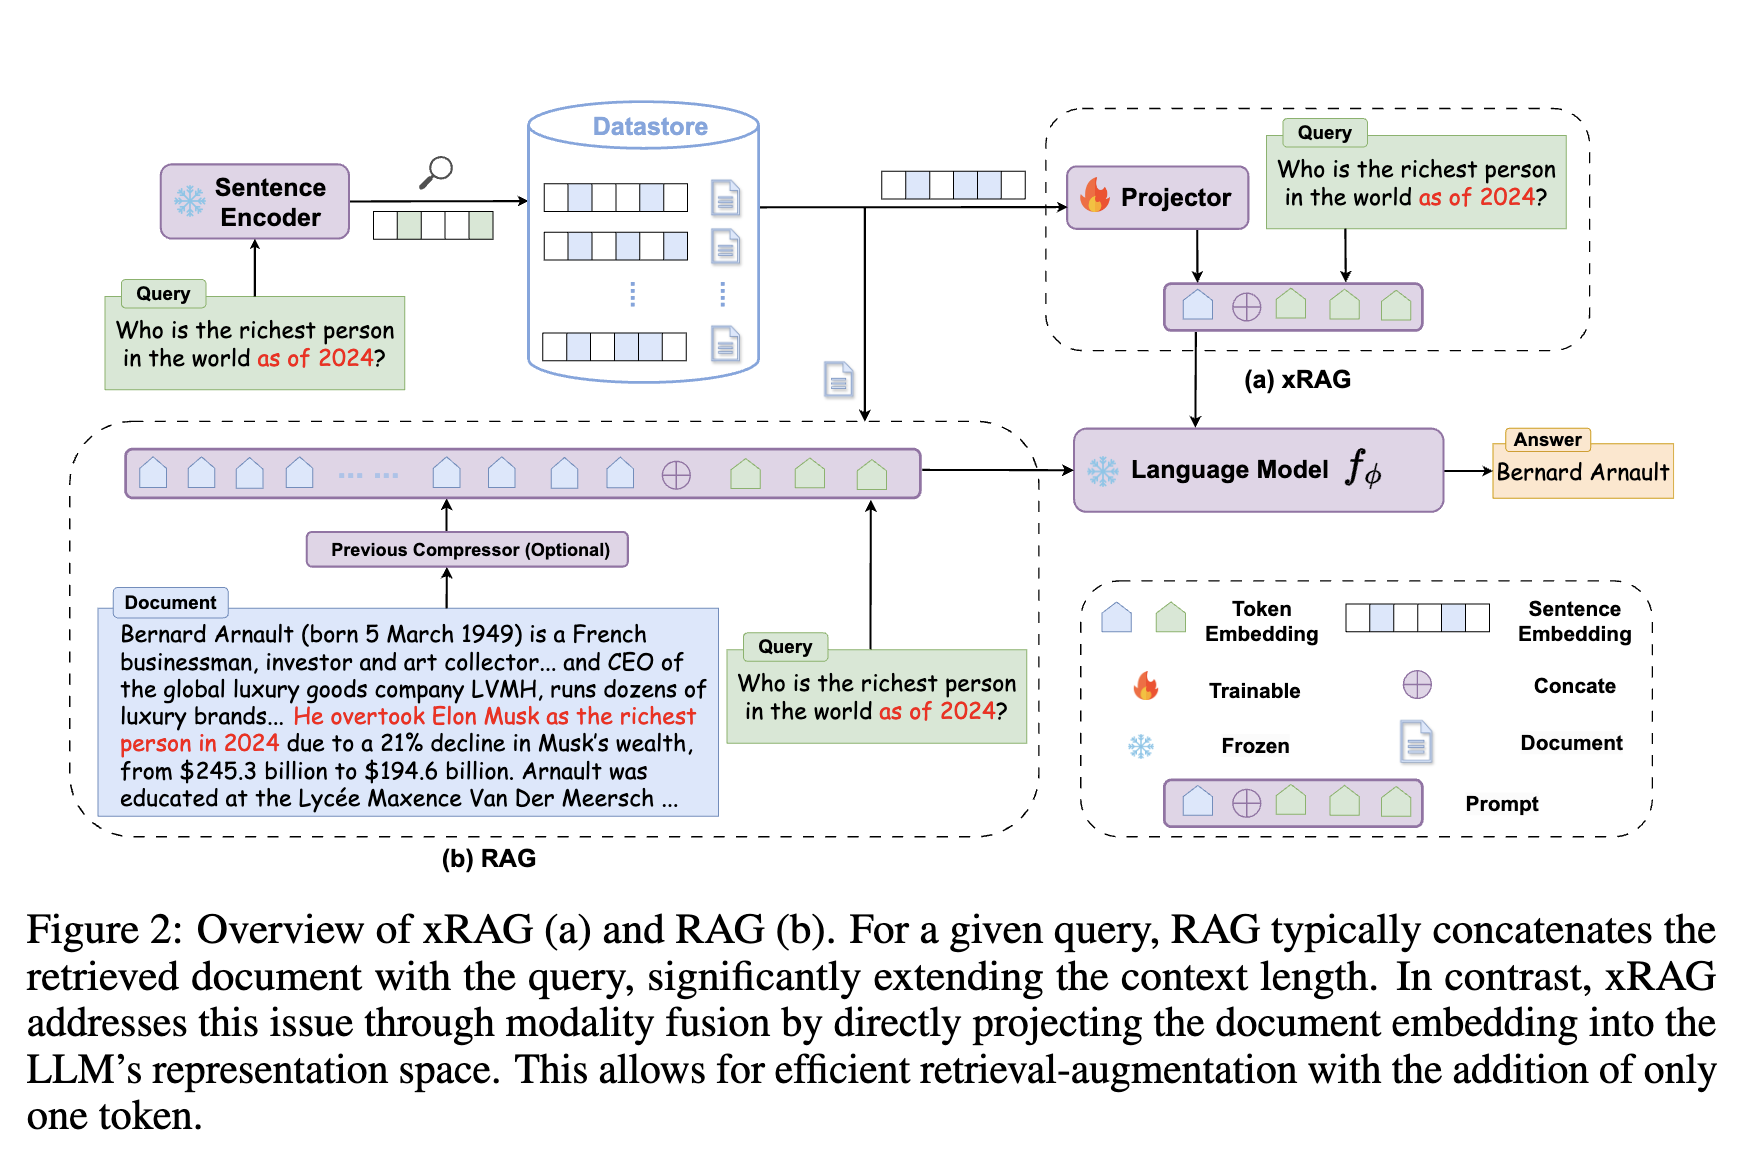 Datastore
Sentence
Encoder
Query
Who is the richest person
in the world as of 2024?
Projector
Query
Who is the richest person
in the world as of 2024?
(a) xRAG
Language Model fϕ
Answer
Bernard Arnault
Previous Compressor (Optional)
Document
Bernard Arnault (born 5 March 1949) is a French
businessman, investor and art collector... and CEO of
the global luxury goods company LVMH, runs dozens of
luxury brands... He overtook Elon Musk as the richest
person in 2024 due to a 21% decline in Musk's wealth,
from $245.3 billion to $194.6 billion. Arnault was
educated at the Lycée Maxence Van Der Meersch ...
Query
Who is the richest person
in the world as of 2024?
(b) RAG
Token
Embedding
Sentence
Embedding
Trainable
Concate
Frozen
Document
Prompt
Figure 2: Overview of xRAG (a) and RAG (b). For a given query, RAG typically concatenates the
retrieved document with the query, significantly extending the context length. In contrast, xRAG
addresses this issue through modality fusion by directly projecting the document embedding into the
LLM's representation space. This allows for efficient retrieval-augmentation with the addition of only
one token.